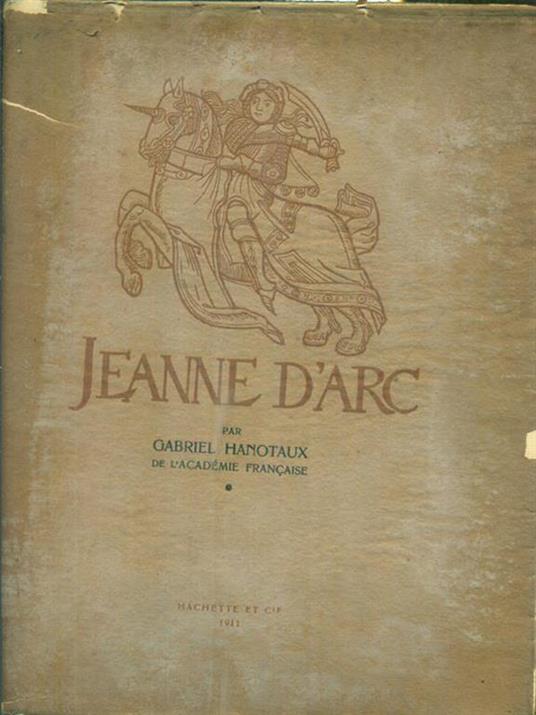 JEANNE D'ARC
PAR
GABRIEL HANOTAUX
DE L'ACADÉMIE FRANÇAISE
HACHETTE ET CIE
1911